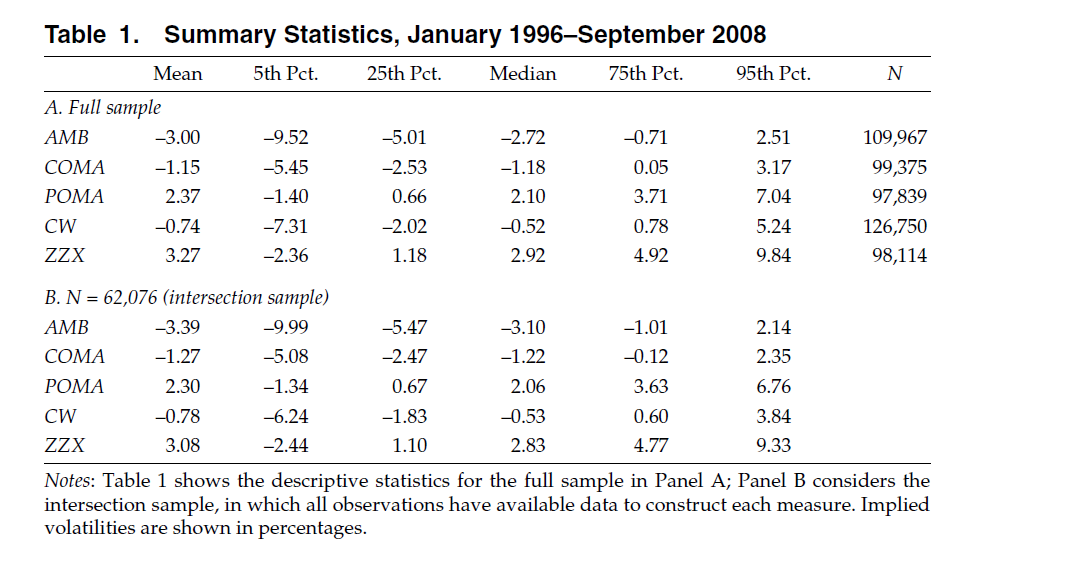 Table 1. Summary Statistics, January 1996–September 2008
Mean 5th Pct. 25th Pct. Median 75th Pct. 95th Pct. N
A. Full sample
AMB –3.00 –9.52 –5.01 –2.72 –0.71 2.51 109,967
COMA –1.15 –5.45 –2.53 –1.18 0.05 3.17 99,375
POMA 2.37 –1.40 0.66 2.10 3.71 7.04 97,839
CW –0.74 –7.31 –2.02 –0.52 0.78 5.24 126,750
ZZX 3.27 –2.36 1.18 2.92 4.92 9.84 98,114
B. N = 62,076 (intersection sample)
AMB –3.39 –9.99 –5.47 –3.10 –1.01 2.14
COMA –1.27 –5.08 –2.47 –1.22 –0.12 2.35
POMA 2.30 –1.34 0.67 2.06 3.63 6.76
CW –0.78 –6.24 –1.83 –0.53 0.60 3.84
ZZX 3.08 –2.44 1.10 2.83 4.77 9.33
Notes: Table 1 shows the descriptive statistics for the full sample in Panel A; Panel B considers the
intersection sample, in which all observations have available data to construct each measure. Implied
volatilities are shown in percentages.